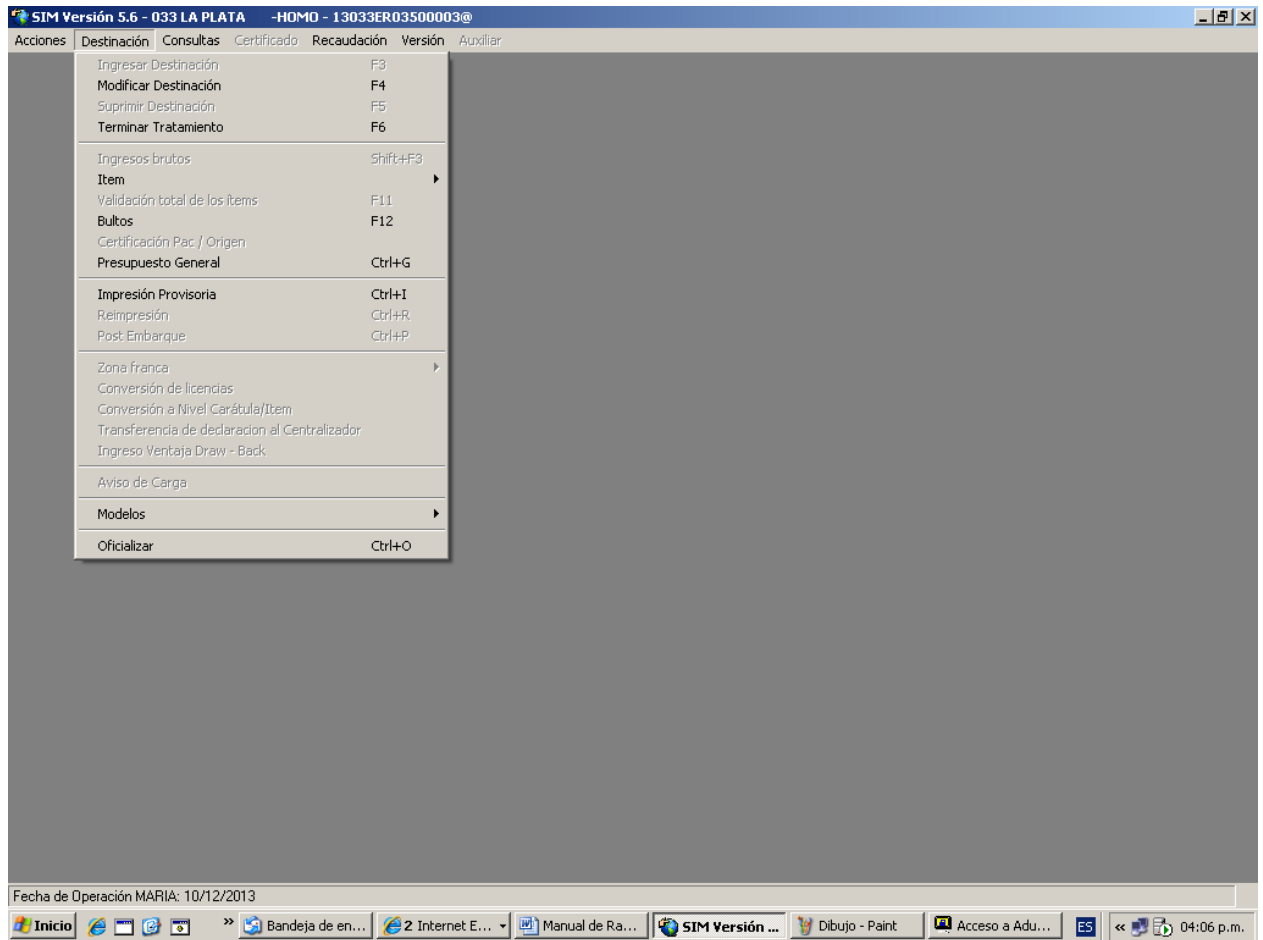 SIM Versión 5.6 - 033 LA PLATA -HOMO - 13033ER03500003@
Acciones Destinación Consultas Certificado Recaudación Versión Auxiliar
Ingresar Destinación F3
Modificar Destinación F4
Suprimir Destinación F5
Terminar Tratamiento F6
Ingresos brutos Shift+F3
Item
Validación total de los ítems F11
Bultos F12
Certificación Pac / Origen
Presupuesto General Ctrl+G
Impresión Provisoria Ctrl+I
Reimpresión Ctrl+R
Post Embarque Ctrl+P
Zona franca
Conversión de licencias
Conversión a Nivel Carátula/Item
Transferencia de declaracion al Centralizador
Ingreso Ventaja Draw - Back
Aviso de Carga
Modelos
Oficializar Ctrl+O
Fecha de Operación MARIA: 10/12/2013
Inicio » Bandeja de en... 2 Internet E... Manual de Ra... SIM Versión ... Dibujo - Paint Acceso a Adu... ES « 04:06 p.m.